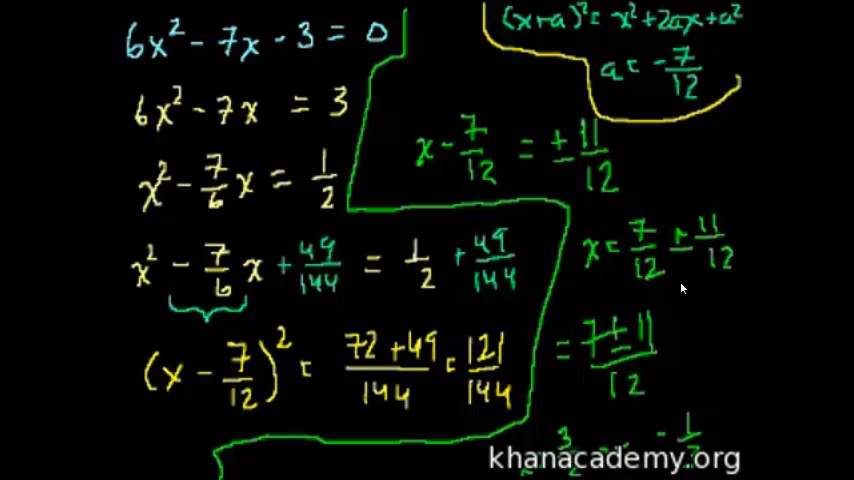 6x² - 7x - 3 = 0
6x² - 7x = 3
x² - 7/6 x = 1/2
x² - 7/6 x + 49/144 = 1/2 + 49/144
(x - 7/12)² = 72 + 49/144 = 121/144
(x+a)² = x² + 2ax + a²
a = -7/12
x - 7/12 = ± 11/12
x = 7/12 ± 11/12
= 7 ± 11/12
3/2
khanacademy.org